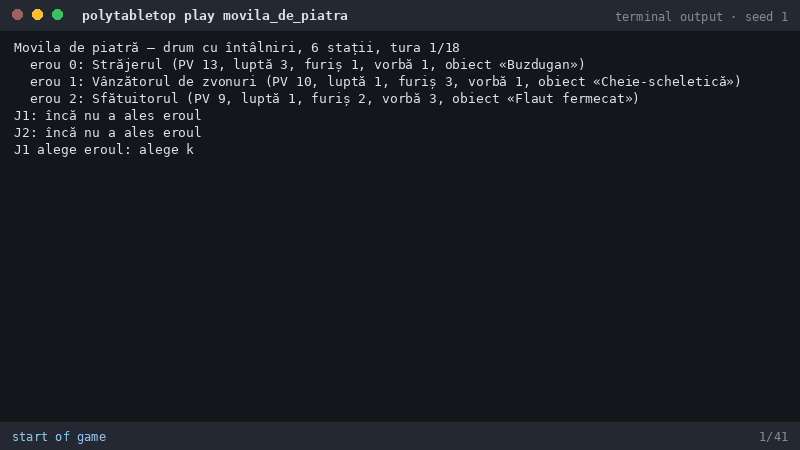 polytabletop play movila_de_piatra
terminal output · seed 1
Movila de piatră — drum cu întâlniri, 6 stații, tura 1/18
erou 0: Străjerul (PV 13, luptă 3, furiș 1, vorbă 1, obiect «Buzdugan»)
erou 1: Vânzătorul de zvonuri (PV 10, luptă 1, furiș 3, vorbă 1, obiect «Cheie-scheletică»)
erou 2: Sfătuitorul (PV 9, luptă 1, furiș 2, vorbă 3, obiect «Flaut fermecat»)
J1: încă nu a ales eroul
J2: încă nu a ales eroul
J1 alege eroul: alege k
start of game
1/41